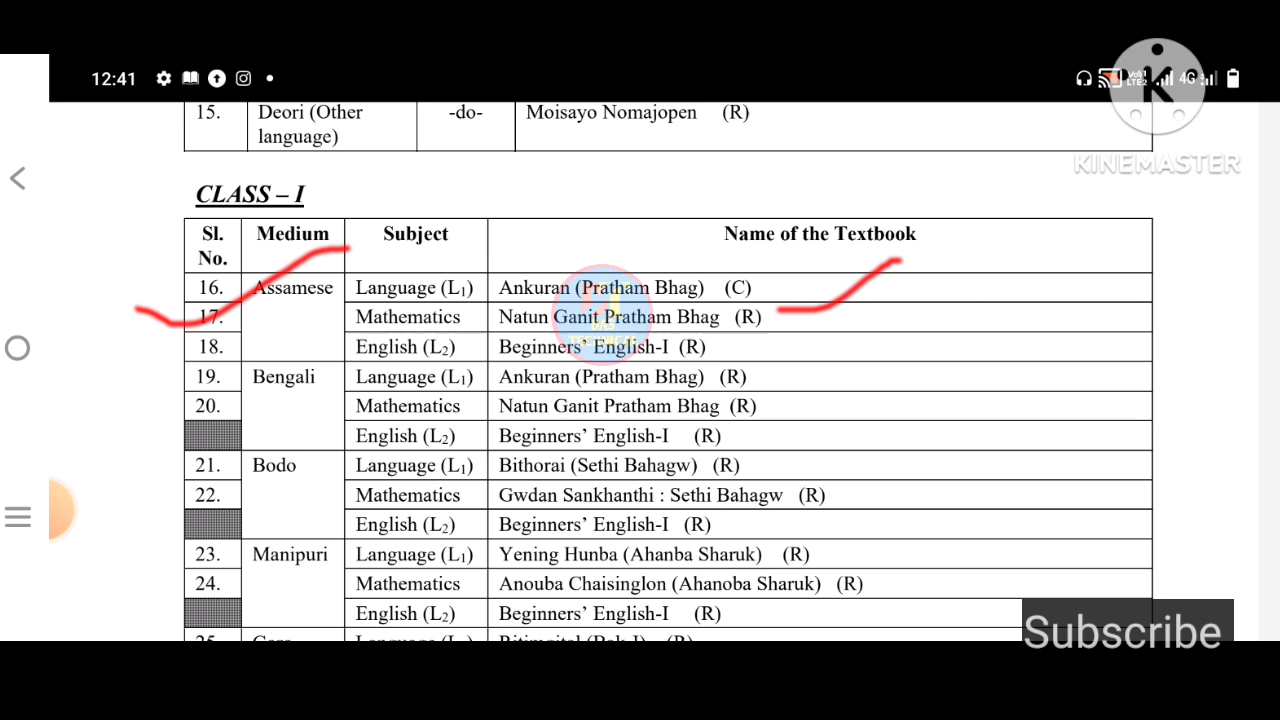 12:41
4G
KINEMASTER
15. Deori (Other language) -do- Moisayo Nomajopen (R)
CLASS – I
Sl. No. Medium Subject Name of the Textbook
16. Assamese Language (L₁) Ankuran (Pratham Bhag) (C)
17. Mathematics Natun Ganit Pratham Bhag (R)
18. English (L₂) Beginners’ English-I (R)
19. Bengali Language (L₁) Ankuran (Pratham Bhag) (R)
20. Mathematics Natun Ganit Pratham Bhag (R)
English (L₂) Beginners’ English-I (R)
21. Bodo Language (L₁) Bithorai (Sethi Bahagw) (R)
22. Mathematics Gwdan Sankhanthi : Sethi Bahagw (R)
English (L₂) Beginners’ English-I (R)
23. Manipuri Language (L₁) Yening Hunba (Ahanba Sharuk) (R)
24. Mathematics Anouba Chaisinglon (Ahanoba Sharuk) (R)
English (L₂) Beginners’ English-I (R)
Subscribe